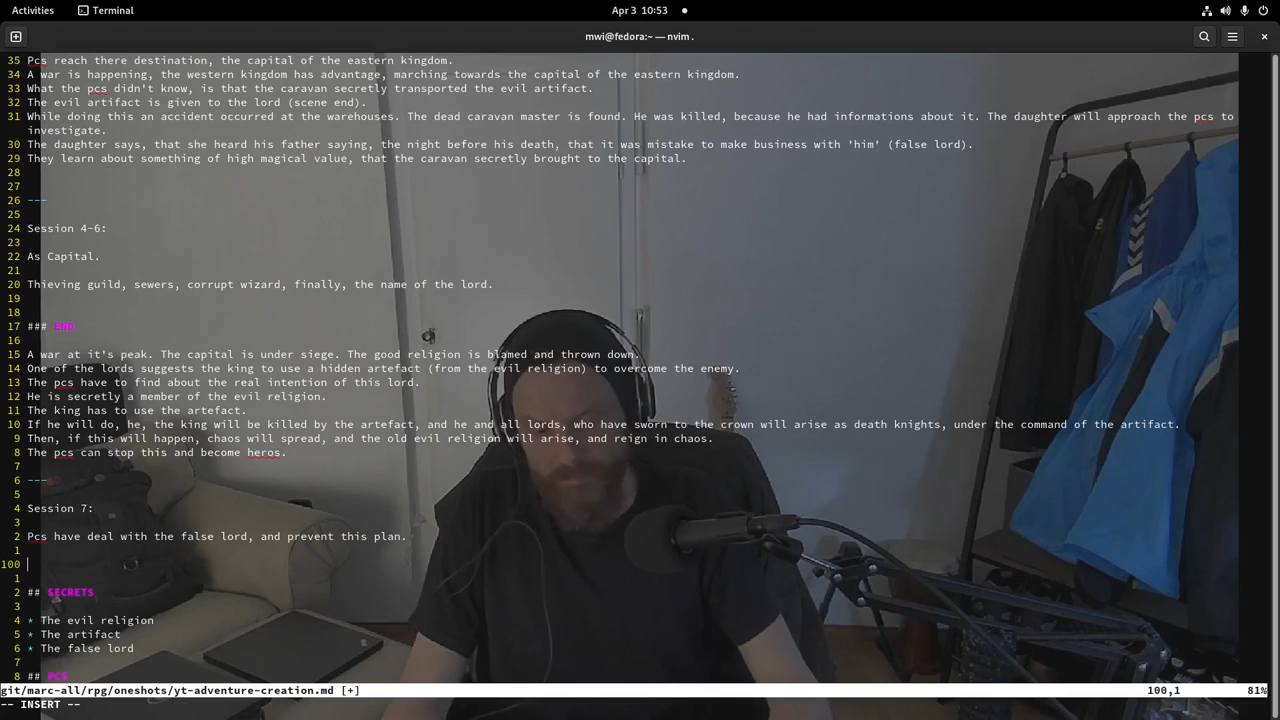 Activities
Terminal
Apr 3 10:53
mwi@fedora:~ — nvim .
35 Pcs reach there destination, the capital of the eastern kingdom.
34 A war is happening, the western kingdom has advantage, marching towards the capital of the eastern kingdom.
33 What the pcs didn't know, is that the caravan secretly transported the evil artifact.
32 The evil artifact is given to the lord (scene end).
31 While doing this an accident occurred at the warehouses. The dead caravan master is found. He was killed, because he had informations about it. The daughter will approach the pcs to
investigate.
30 The daughter says, that she heard his father saying, the night before his death, that it was mistake to make business with 'him' (false lord).
29 They learn about something of high magical value, that the caravan secretly brought to the capital.
28
27
26 ---
25
24 Session 4-6:
23
22 As Capital.
21
20 Thieving guild, sewers, corrupt wizard, finally, the name of the lord.
19
18
17 ### END
16
15 A war at it's peak. The capital is under siege. The good religion is blamed and thrown down.
14 One of the lords suggests the king to use a hidden artefact (from the evil religion) to overcome the enemy.
13 The pcs have to find about the real intention of this lord.
12 He is secretly a member of the evil religion.
11 The king has to use the artefact.
10 If he will do, he, the king will be killed by the artefact, and he and all lords, who have sworn to the crown will arise as death knights, under the command of the artifact.
9 Then, if this will happen, chaos will spread, and the old evil religion will arise, and reign in chaos.
8 The pcs can stop this and become heros.
7
6 ---
5
4 Session 7:
3
2 Pcs have deal with the false lord, and prevent this plan.
1
100
1
2 ## SECRETS
3
4 * The evil religion
5 * The artifact
6 * The false lord
7
8 ## PCS
git/marc-all/rpg/oneshots/yt-adventure-creation.md [+] 100,1 81%
-- INSERT --